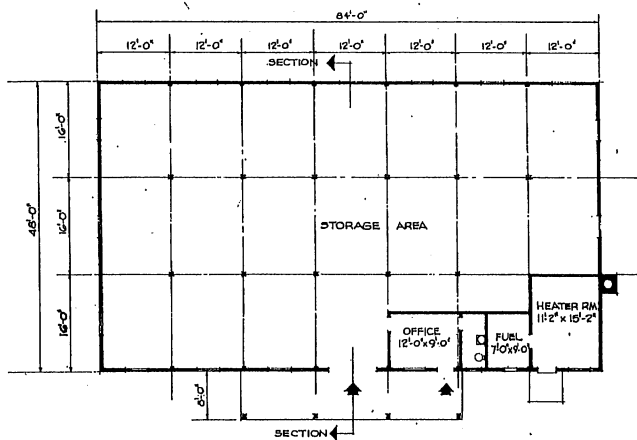 84'-0"
12'-0" 12'-0" 12'-0" 12'-0" 12'-0" 12'-0" 12'-0"
SECTION
16'-0"
48'-0"
16'-0"
STORAGE AREA
16'-0"
HEATER RM.
11'-2" x 15'-2"
OFFICE
12'-0" x 9'-0"
FUEL
7'-0" x 9'-0"
8'-0"
SECTION